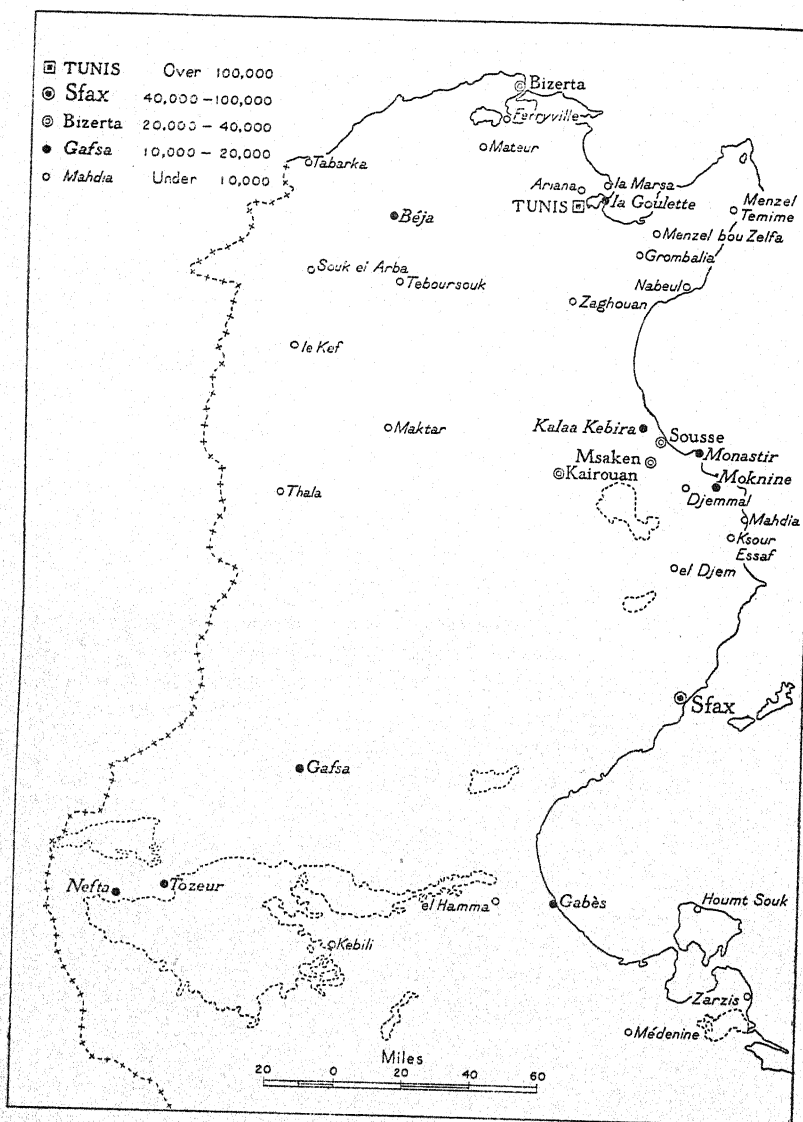 TUNIS Over 100,000
Sfax 40,000 – 100,000
Bizerta 20,000 – 40,000
Gafsa 10,000 – 20,000
Mahdia Under 10,000
Bizerta
Ferryville
Mateur
Tabarka
Ariana
la Marsa
TUNIS
la Goulette
Menzel
Temime
Béja
Menzel bou Zelfa
Grombalia
Souk el Arba
Teboursouk
Nabeul
Zaghouan
le Kef
Maktar
Kalaa Kebira
Sousse
Monastir
Msaken
Kairouan
Moknine
Thala
Djemmal
Mahdia
Ksour
Essaf
el Djem
Sfax
Gafsa
Nefta
Tozeur
el Hamma
Gabès
Houmt Souk
Kebili
Zarzis
Médenine
Miles
20 0 20 40 60